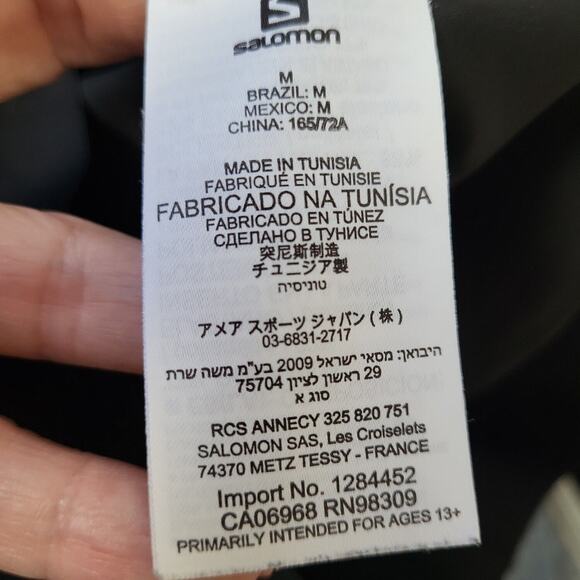 salomon
M
BRAZIL: M
MEXICO: M
CHINA: 165/72A
MADE IN TUNISIA
FABRIQUÉ EN TUNISIE
FABRICADO NA TUNÍSIA
FABRICADO EN TÚNEZ
СДЕЛАНО В ТУНИСЕ
突尼斯制造
チュニジア製
טוניסיה
アメア スポーツ ジャパン ( 株 )
03-6831-2717
היבואן: מסאי ישראל 2009 בע"מ משה שרת
29 ראשון לציון 75704
סוג א
RCS ANNECY 325 820 751
SALOMON SAS, Les Croiselets
74370 METZ TESSY - FRANCE
Import No. 1284452
CA06968 RN98309
PRIMARILY INTENDED FOR AGES 13+